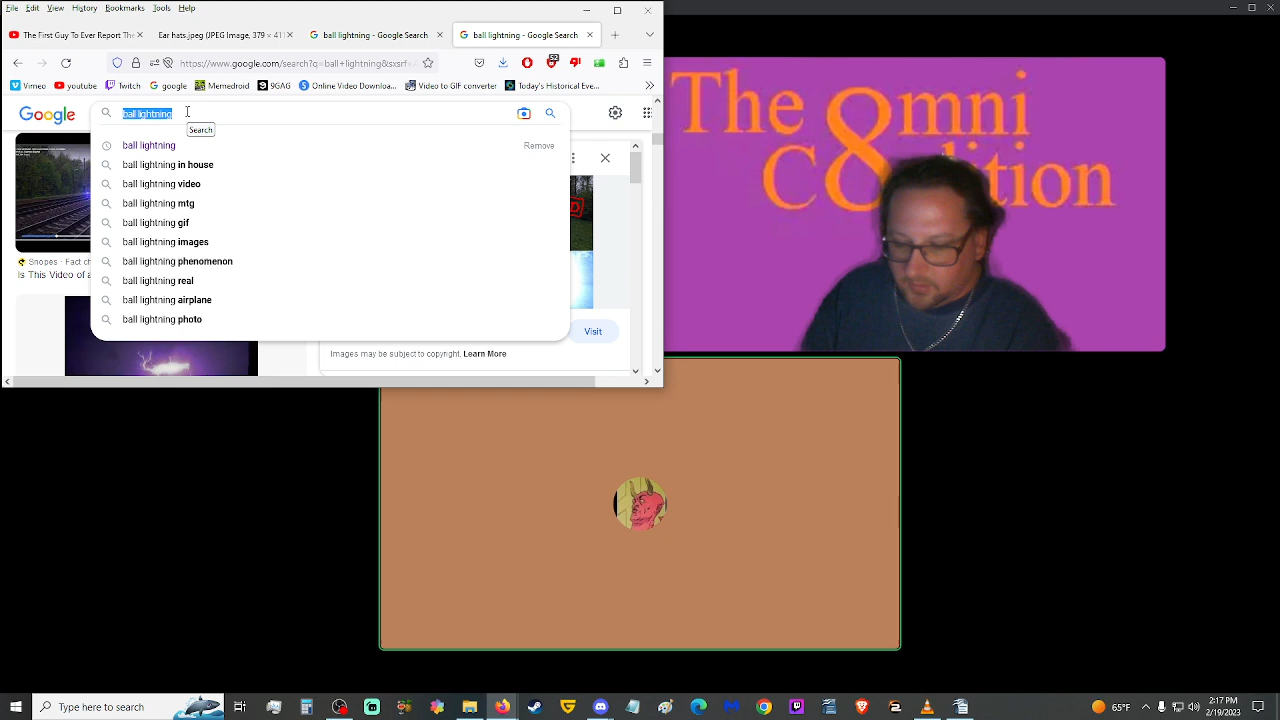 File Edit View History Bookmarks Tools Help
The First Guy To Ever Report The
Ear hats.jpeg (JPEG Image, 379 × 41
ball lightning - Google Search
ball lightning - Google Search
https://www.google.com/search?q=ball+lightning&sxsrf=
Vimeo youtube Twitch google Memedroid 9GAG Online Video Download... Video to GIF converter Today's Historical Eve...
Google
ball lightning
Search
ball lightning
Remove
ball lightning in house
ball lightning video
ball lightning mtg
ball lightning gif
ball lightning images
ball lightning phenomenon
ball lightning real
ball lightning airplane
ball lightning photo
Snopes · Fact ch
Is This Video of a
Visit
Images may be subject to copyright. Learn More
The 8mni
C8
ition
Type here to search
65°F
2:17 PM
2/19/2023